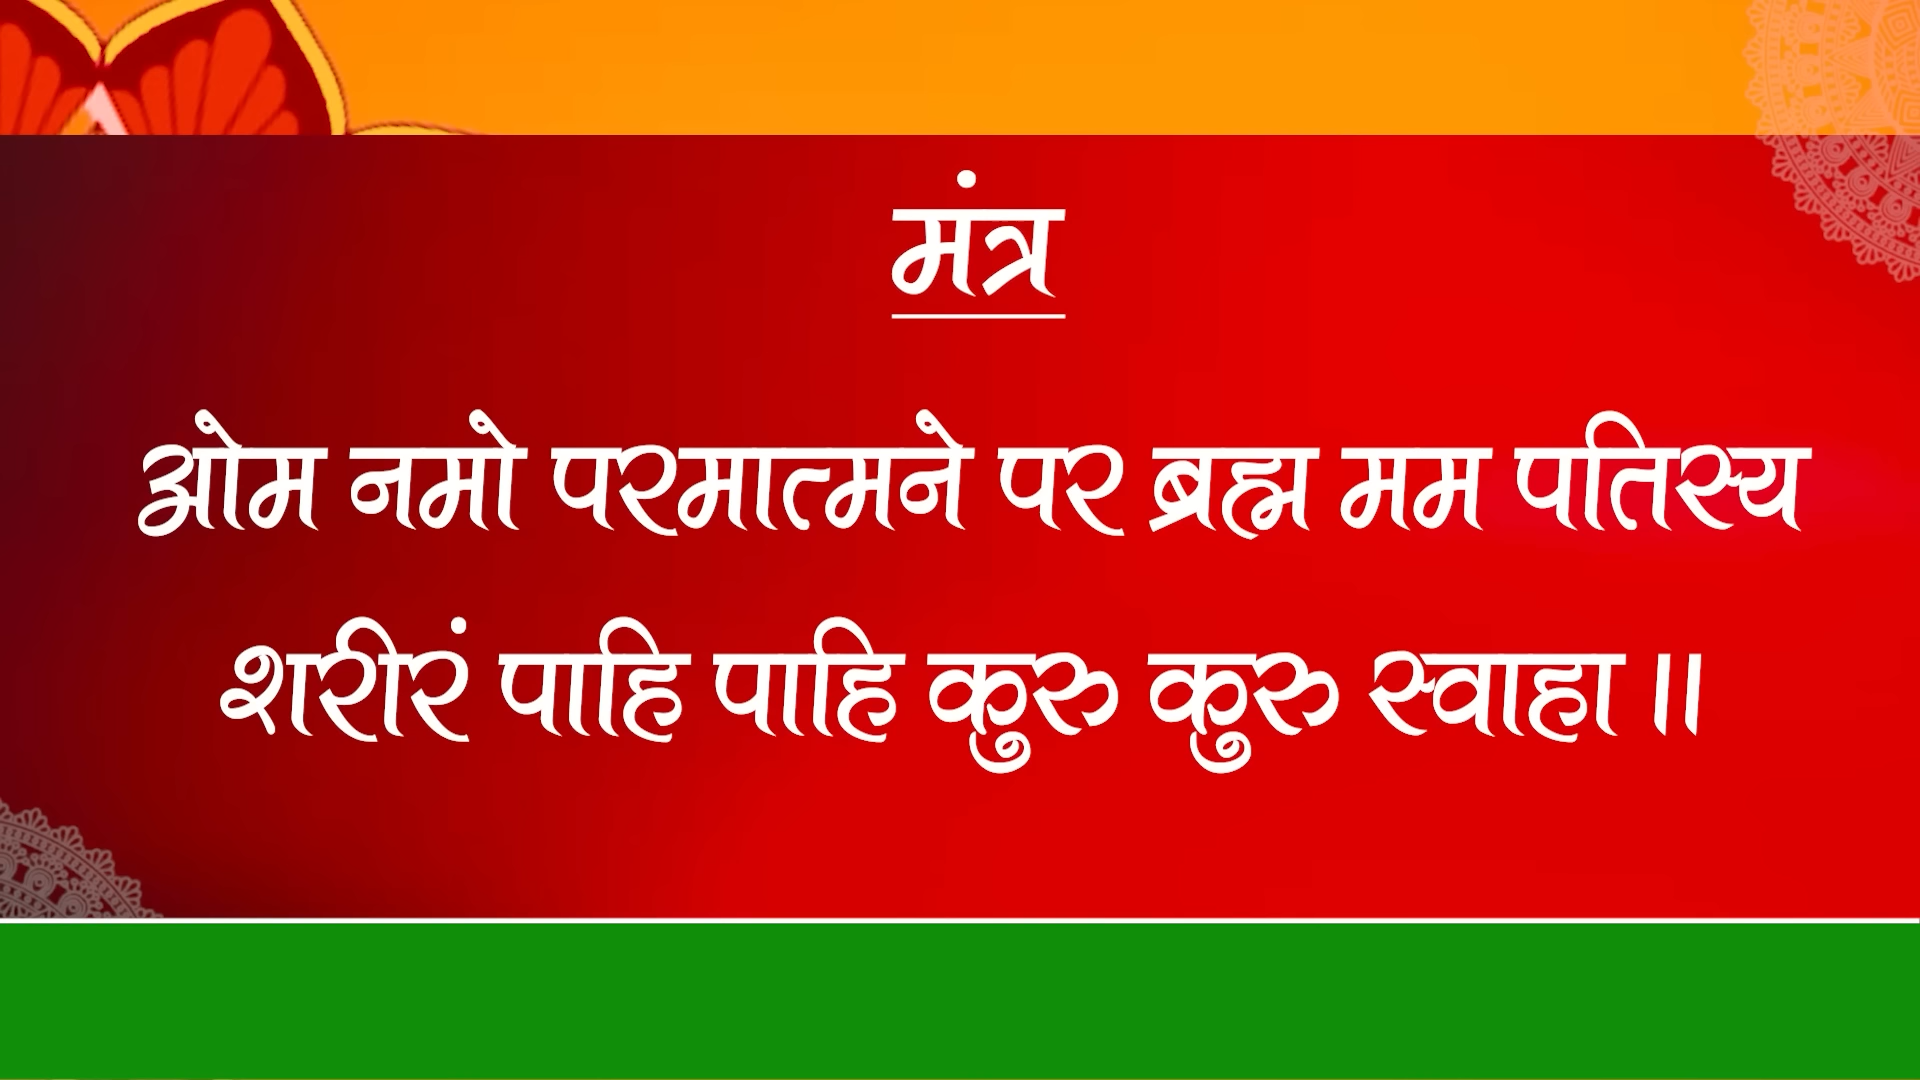 मंत्र
ओम नमो परमात्मने पर ब्रह्म मम पतिस्य
शरीरं पाहि पाहि कुरु कुरु स्वाहा ।।